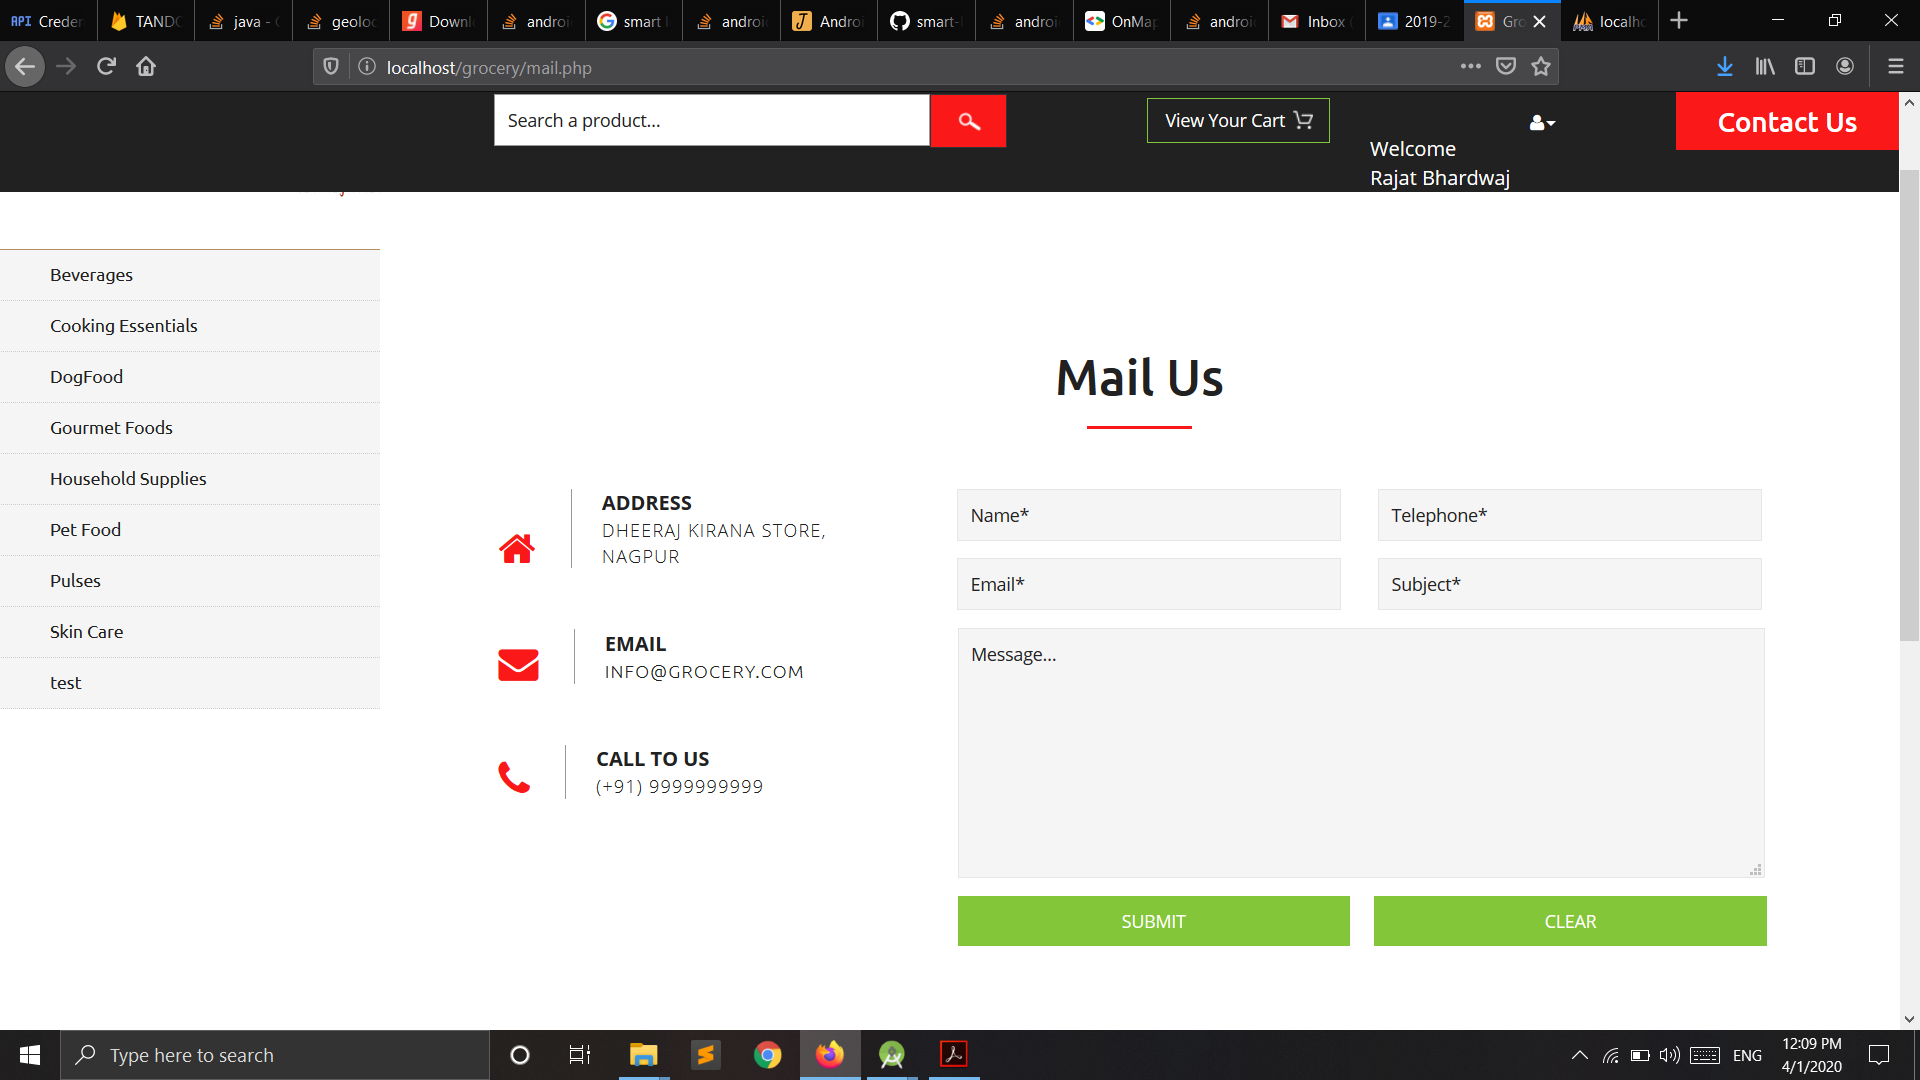 API Creder
TANDO
java - 
geoloc
Downl
androi
smart
androi
Androi
smart-
androi
OnMap
androi
Inbox (
2019-2
Gro
localho
localhost/grocery/mail.php
Search a product...
View Your Cart
Welcome
Rajat Bhardwaj
Contact Us
Beverages
Cooking Essentials
DogFood
Gourmet Foods
Household Supplies
Pet Food
Pulses
Skin Care
test
Mail Us
ADDRESS
DHEERAJ KIRANA STORE,
NAGPUR
EMAIL
INFO@GROCERY.COM
CALL TO US
(+91) 9999999999
Name*
Telephone*
Email*
Subject*
Message...
SUBMIT
CLEAR
Type here to search
ENG
12:09 PM
4/1/2020